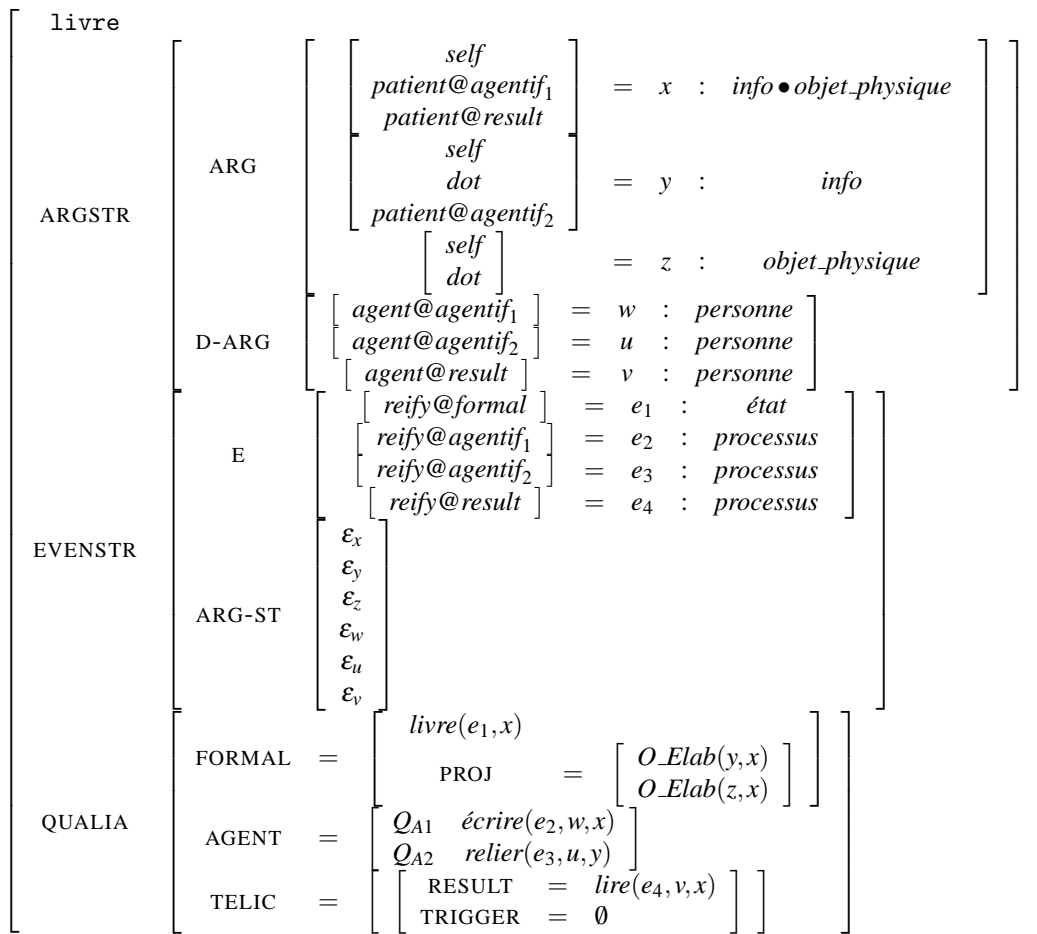 livre
self
patient@agentif₁ = x : info•objet_physique
patient@result
ARG self
dot = y : info
ARGSTR patient@agentif₂
self
dot = z : objet_physique
[ agent@agentif₁ ] = w : personne
D-ARG [ agent@agentif₂ ] = u : personne
[ agent@result ] = v : personne
[ reify@formal ] = e₁ : état
E [ reify@agentif₁ ] = e₂ : processus
[ reify@agentif₂ ] = e₃ : processus
[ reify@result ] = e₄ : processus
EVENSTR εx
εy
ARG-ST εz
εw
εu
εv
livre(e₁,x)
FORMAL = PROJ = O_Elab(y,x)
O_Elab(z,x)
QUALIA AGENT = Q_A1 écrire(e₂,w,x)
Q_A2 relier(e₃,u,y)
TELIC = RESULT = lire(e₄,v,x)
TRIGGER = ∅